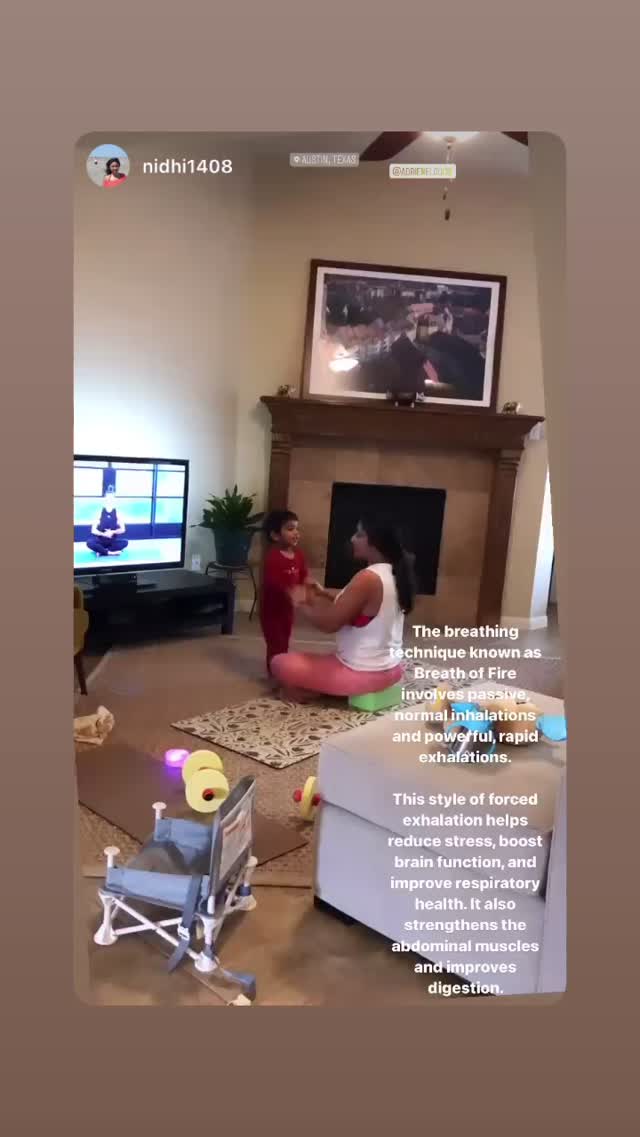 nidhi1408
AUSTIN, TEXAS
The breathing
technique known as
Breath of Fire
involves passive,
normal inhalations
and powerful, rapid
exhalations.
This style of forced
exhalation helps
reduce stress, boost
brain function, and
improve respiratory
health. It also
strengthens the
abdominal muscles
and improves
digestion.